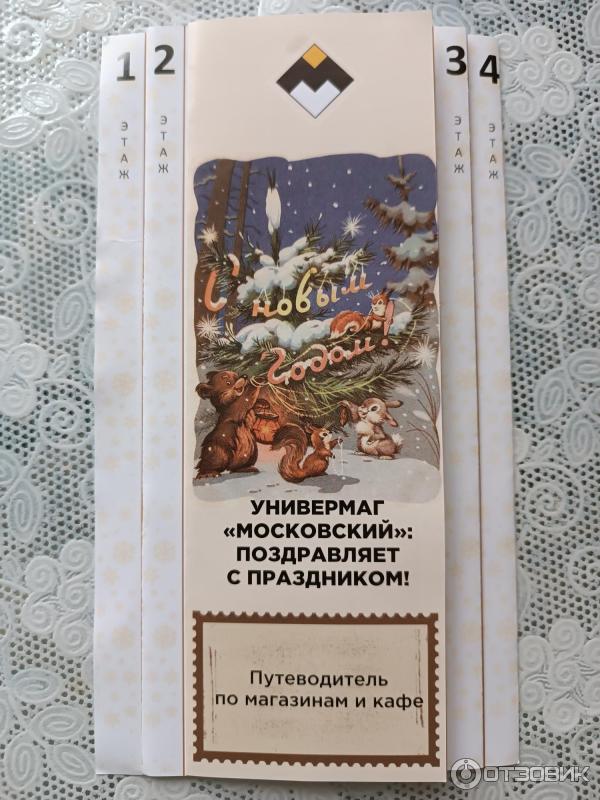 1
ЭТАЖ
2
ЭТАЖ
3
ЭТАЖ
4
ЭТАЖ
С новым
годом!
УНИВЕРМАГ
«МОСКОВСКИЙ»:
ПОЗДРАВЛЯЕТ
С ПРАЗДНИКОМ!
Путеводитель
по магазинам и кафе
ОТЗОВИК